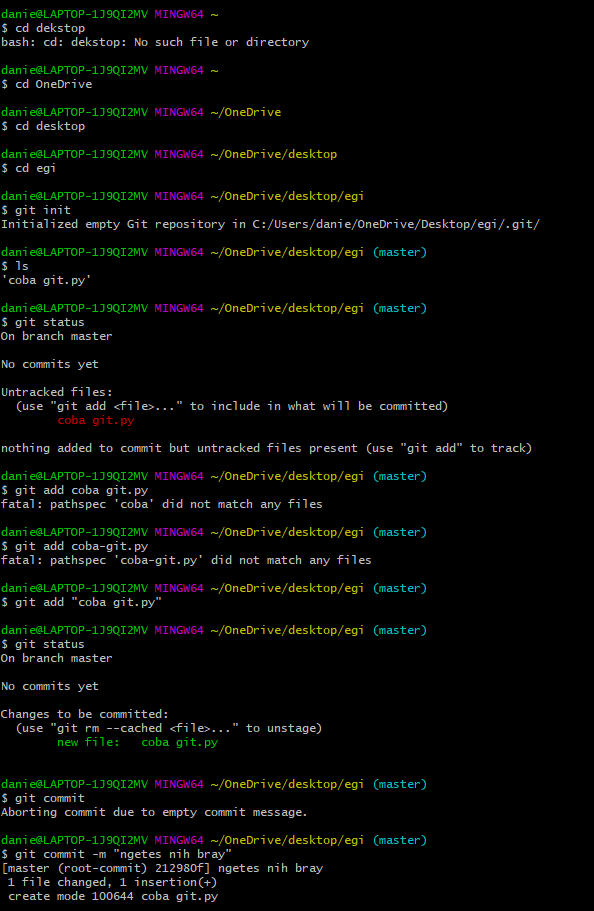 danie@LAPTOP-1J9QI2MV MINGW64 ~
$ cd dekstop
bash: cd: dekstop: No such file or directory
danie@LAPTOP-1J9QI2MV MINGW64 ~
$ cd OneDrive
danie@LAPTOP-1J9QI2MV MINGW64 ~/OneDrive
$ cd desktop
danie@LAPTOP-1J9QI2MV MINGW64 ~/OneDrive/desktop
$ cd egi
danie@LAPTOP-1J9QI2MV MINGW64 ~/OneDrive/desktop/egi
$ git init
Initialized empty Git repository in C:/Users/danie/OneDrive/Desktop/egi/.git/
danie@LAPTOP-1J9QI2MV MINGW64 ~/OneDrive/desktop/egi (master)
$ ls
'coba git.py'
danie@LAPTOP-1J9QI2MV MINGW64 ~/OneDrive/desktop/egi (master)
$ git status
On branch master
No commits yet
Untracked files:
  (use "git add <file>..." to include in what will be committed)
        coba git.py
nothing added to commit but untracked files present (use "git add" to track)
danie@LAPTOP-1J9QI2MV MINGW64 ~/OneDrive/desktop/egi (master)
$ git add coba git.py
fatal: pathspec 'coba' did not match any files
danie@LAPTOP-1J9QI2MV MINGW64 ~/OneDrive/desktop/egi (master)
$ git add coba-git.py
fatal: pathspec 'coba-git.py' did not match any files
danie@LAPTOP-1J9QI2MV MINGW64 ~/OneDrive/desktop/egi (master)
$ git add "coba git.py"
danie@LAPTOP-1J9QI2MV MINGW64 ~/OneDrive/desktop/egi (master)
$ git status
On branch master
No commits yet
Changes to be committed:
  (use "git rm --cached <file>..." to unstage)
        new file:   coba git.py
danie@LAPTOP-1J9QI2MV MINGW64 ~/OneDrive/desktop/egi (master)
$ git commit
Aborting commit due to empty commit message.
danie@LAPTOP-1J9QI2MV MINGW64 ~/OneDrive/desktop/egi (master)
$ git commit -m "ngetes nih bray"
[master (root-commit) 212980f] ngetes nih bray
 1 file changed, 1 insertion(+)
 create mode 100644 coba git.py